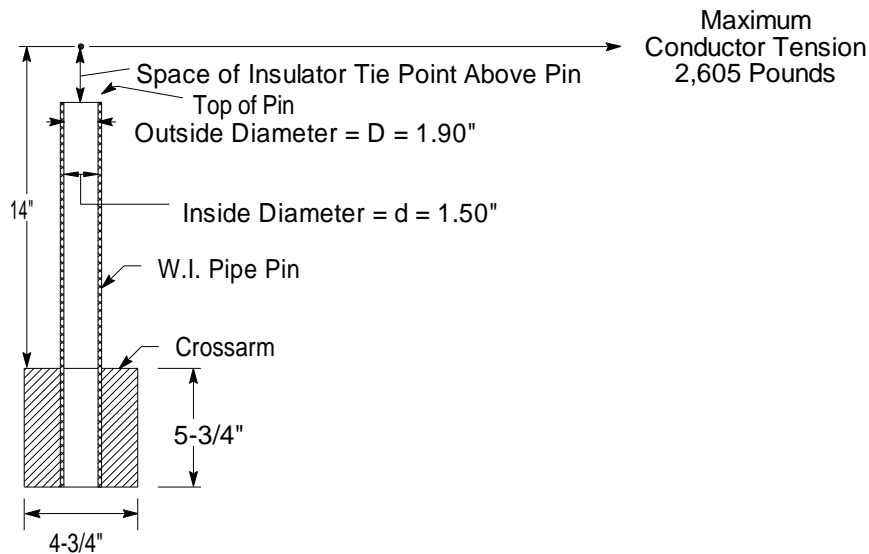 Maximum
Conductor Tension
2,605 Pounds
Space of Insulator Tie Point Above Pin
Top of Pin
Outside Diameter = D = 1.90"
14"
Inside Diameter = d = 1.50"
W.I. Pipe Pin
Crossarm
5-3/4"
4-3/4"